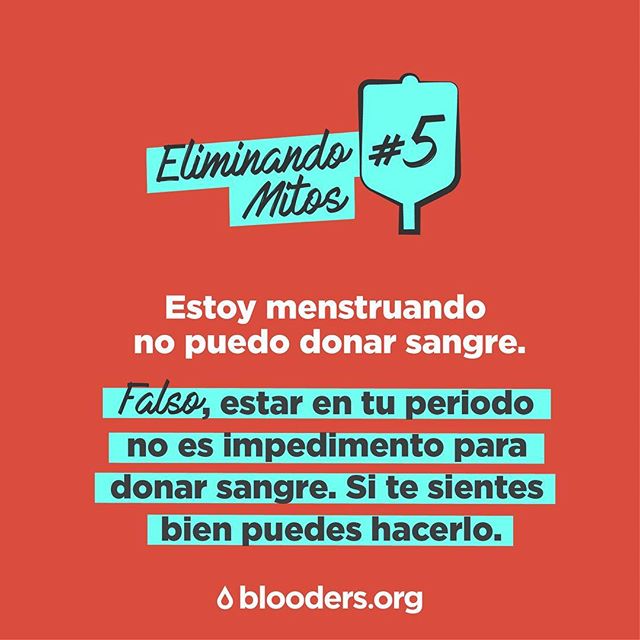 Eliminando
Mitos
#5
Estoy menstruando
no puedo donar sangre.
Falso, estar en tu periodo
no es impedimento para
donar sangre. Si te sientes
bien puedes hacerlo.
blooders.org